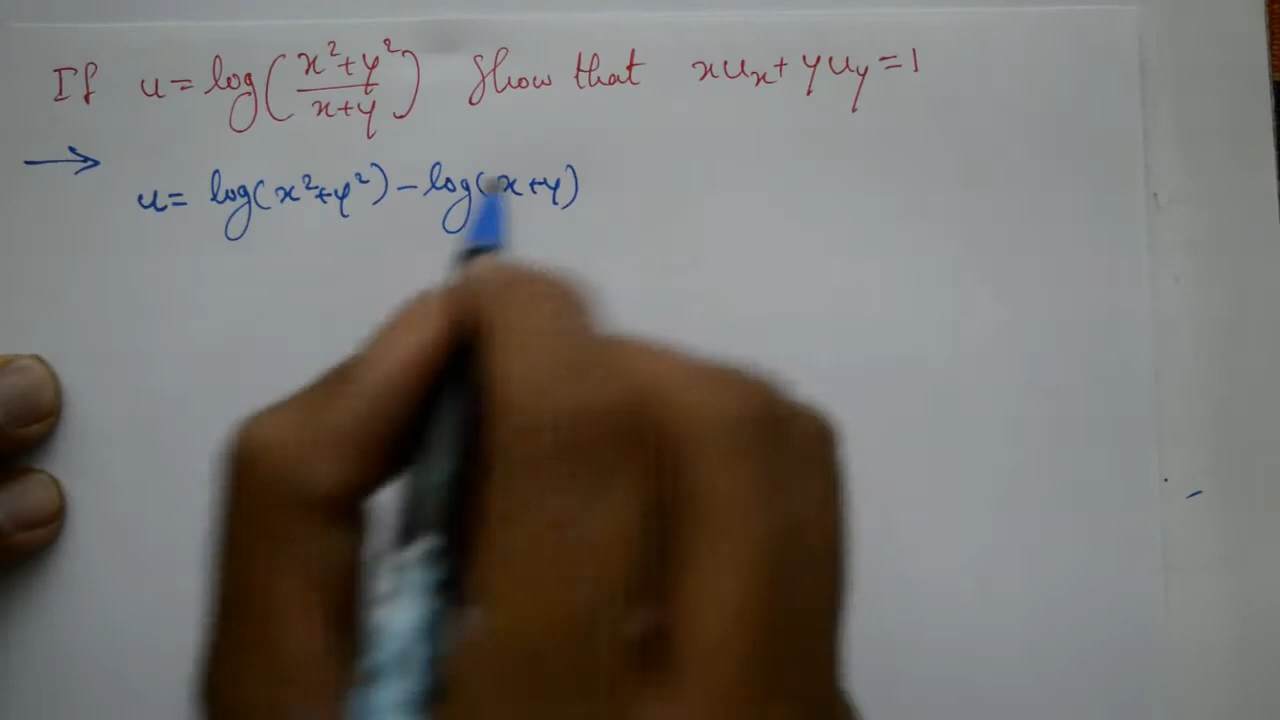 If u = log(x²+y²/x+y) Show that xuₓ + yu_y = 1
→ u = log(x²+y²) - log(x+y)